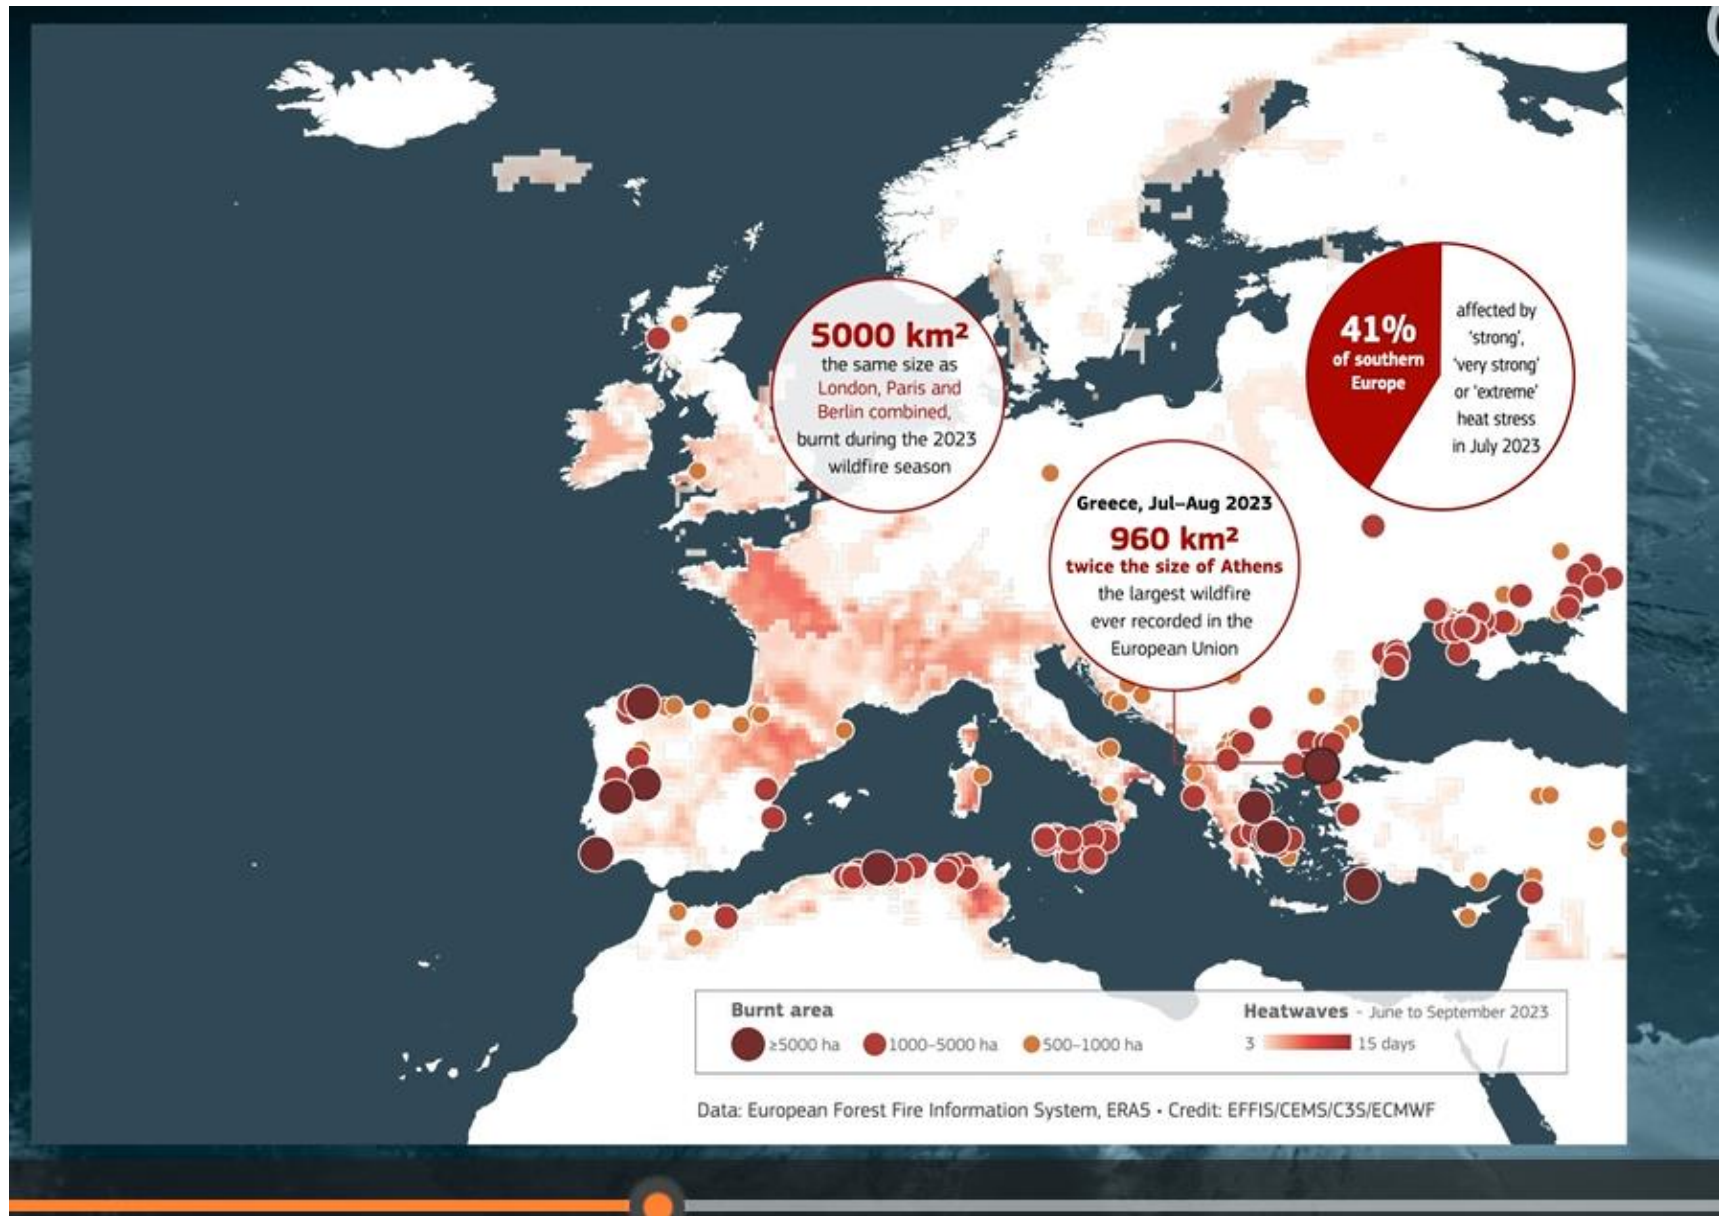 5000 km²
the same size as
London, Paris and
Berlin combined,
burnt during the 2023
wildfire season
41%
of southern
Europe
affected by
‘strong’,
‘very strong’
or ‘extreme’
heat stress
in July 2023
Greece, Jul–Aug 2023
960 km²
twice the size of Athens
the largest wildfire
ever recorded in the
European Union
Burnt area
≥5000 ha 1000–5000 ha 500–1000 ha
Heatwaves - June to September 2023
3 15 days
Data: European Forest Fire Information System, ERA5 • Credit: EFFIS/CEMS/C3S/ECMWF